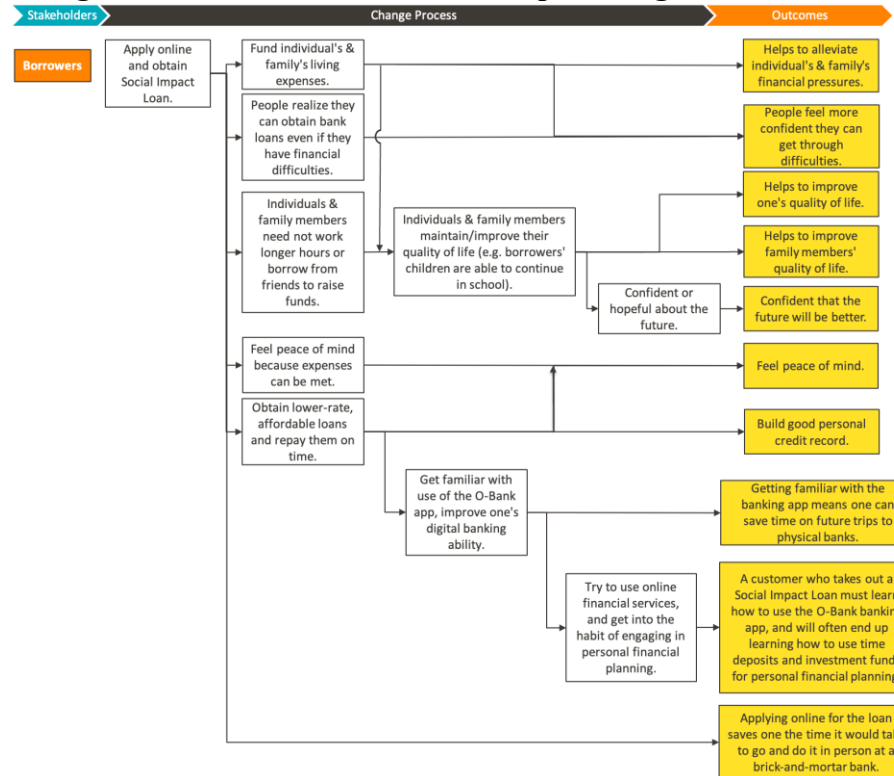 Stakeholders
Change Process
Outcomes
Borrowers
Apply online
and obtain
Social Impact
Loan.
Fund individual's &
family's living
expenses.
Helps to alleviate
individual's & family's
financial pressures.
People realize they
can obtain bank
loans even if they
have financial
difficulties.
People feel more
confident they can
get through
difficulties.
Individuals &
family members
need not work
longer hours or
borrow from
friends to raise
funds.
Individuals & family members
maintain/improve their
quality of life (e.g. borrowers'
children are able to continue
in school).
Helps to improve
one's quality of life.
Helps to improve
family members'
quality of life.
Confident or
hopeful about the
future.
Confident that the
future will be better.
Feel peace of mind
because expenses
can be met.
Feel peace of mind.
Obtain lower-rate,
affordable loans
and repay them on
time.
Build good personal
credit record.
Get familiar with
use of the O-Bank
app, improve one's
digital banking
ability.
Getting familiar with the
banking app means one can
save time on future trips to
physical banks.
Try to use online
financial services,
and get into the
habit of engaging in
personal financial
planning.
A customer who takes out a
Social Impact Loan must
how to use the O-Bank
app, and will often end up
learning how to use time
deposits and investment
for personal financial
Applying online for the loan
saves one the time it would
to go and do it in person at
brick-and-mortar bank.